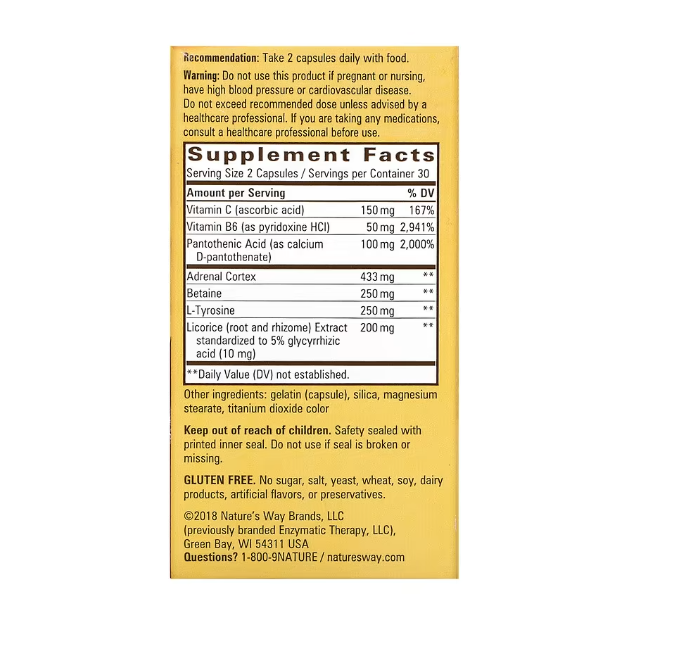 Recommendation: Take 2 capsules daily with food.
Warning: Do not use this product if pregnant or nursing,
have high blood pressure or cardiovascular disease.
Do not exceed recommended dose unless advised by a
healthcare professional. If you are taking any medications,
consult a healthcare professional before use.
Supplement Facts
Serving Size 2 Capsules / Servings per Container 30
Amount per Serving % DV
Vitamin C (ascorbic acid) 150 mg 167%
Vitamin B6 (as pyridoxine HCl) 50 mg 2,941%
Pantothenic Acid (as calcium 100 mg 2,000%
D-pantothenate)
Adrenal Cortex 433 mg **
Betaine 250 mg **
L-Tyrosine 250 mg **
Licorice (root and rhizome) Extract 200 mg **
standardized to 5% glycyrrhizic
acid (10 mg)
**Daily Value (DV) not established.
Other ingredients: gelatin (capsule), silica, magnesium
stearate, titanium dioxide color
Keep out of reach of children. Safety sealed with
printed inner seal. Do not use if seal is broken or
missing.
GLUTEN FREE. No sugar, salt, yeast, wheat, soy, dairy
products, artificial flavors, or preservatives.
©2018 Nature's Way Brands, LLC
(previously branded Enzymatic Therapy, LLC),
Green Bay, WI 54311 USA
Questions? 1-800-9NATURE / naturesway.com